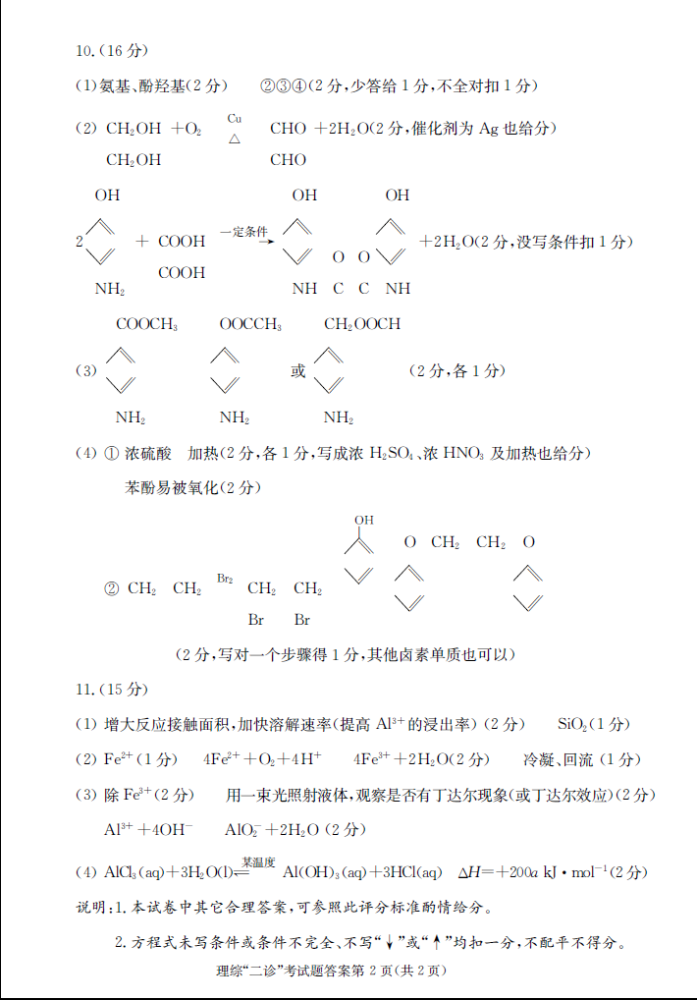 10.(16分)
(1)氨基、酚羟基(2分) ②③④(2分,少答给1分,不全对扣1分)
(2) CH₂OH +O₂ Cu △ CHO +2H₂O(2分,催化剂为Ag也给分)
CH₂OH CHO
OH OH OH
2 + COOH 一定条件 → +2H₂O(2分,没写条件扣1分)
COOH O O
NH₂ NH C C NH
COOCH₃ OOCCH₃ CH₂OOCH
(3) 或 (2分,各1分)
NH₂ NH₂ NH₂
(4) ① 浓硫酸 加热(2分,各1分,写成浓 H₂SO₄、浓 HNO₃ 及加热也给分)
苯酚易被氧化(2分)
OH
O CH₂ CH₂ O
② CH₂ CH₂ Br₂ CH₂ CH₂
Br Br
(2分,写对一个步骤得1分,其他卤素单质也可以)
11.(15分)
(1) 增大反应接触面积,加快溶解速率(提高 Al³⁺的浸出率) (2分) SiO₂(1分)
(2) Fe²⁺(1分) 4Fe²⁺+O₂+4H⁺ 4Fe³⁺+2H₂O(2分) 冷凝、回流 (1分)
(3) 除 Fe³⁺(2分) 用一束光照射液体,观察是否有丁达尔现象(或丁达尔效应)(2分)
Al³⁺+4OH⁻ AlO₂⁻+2H₂O (2分)
(4) AlCl₃(aq)+3H₂O(l)⇌某温度 Al(OH)₃(aq)+3HCl(aq) ΔH=+200a kJ·mol⁻¹(2分)
说明:1.本试卷中其它合理答案,可参照此评分标准酌情给分。
2.方程式未写条件或条件不完全、不写“↓”或“↑”均扣一分,不配平不得分。
理综“二诊”考试题答案第2页(共2页)